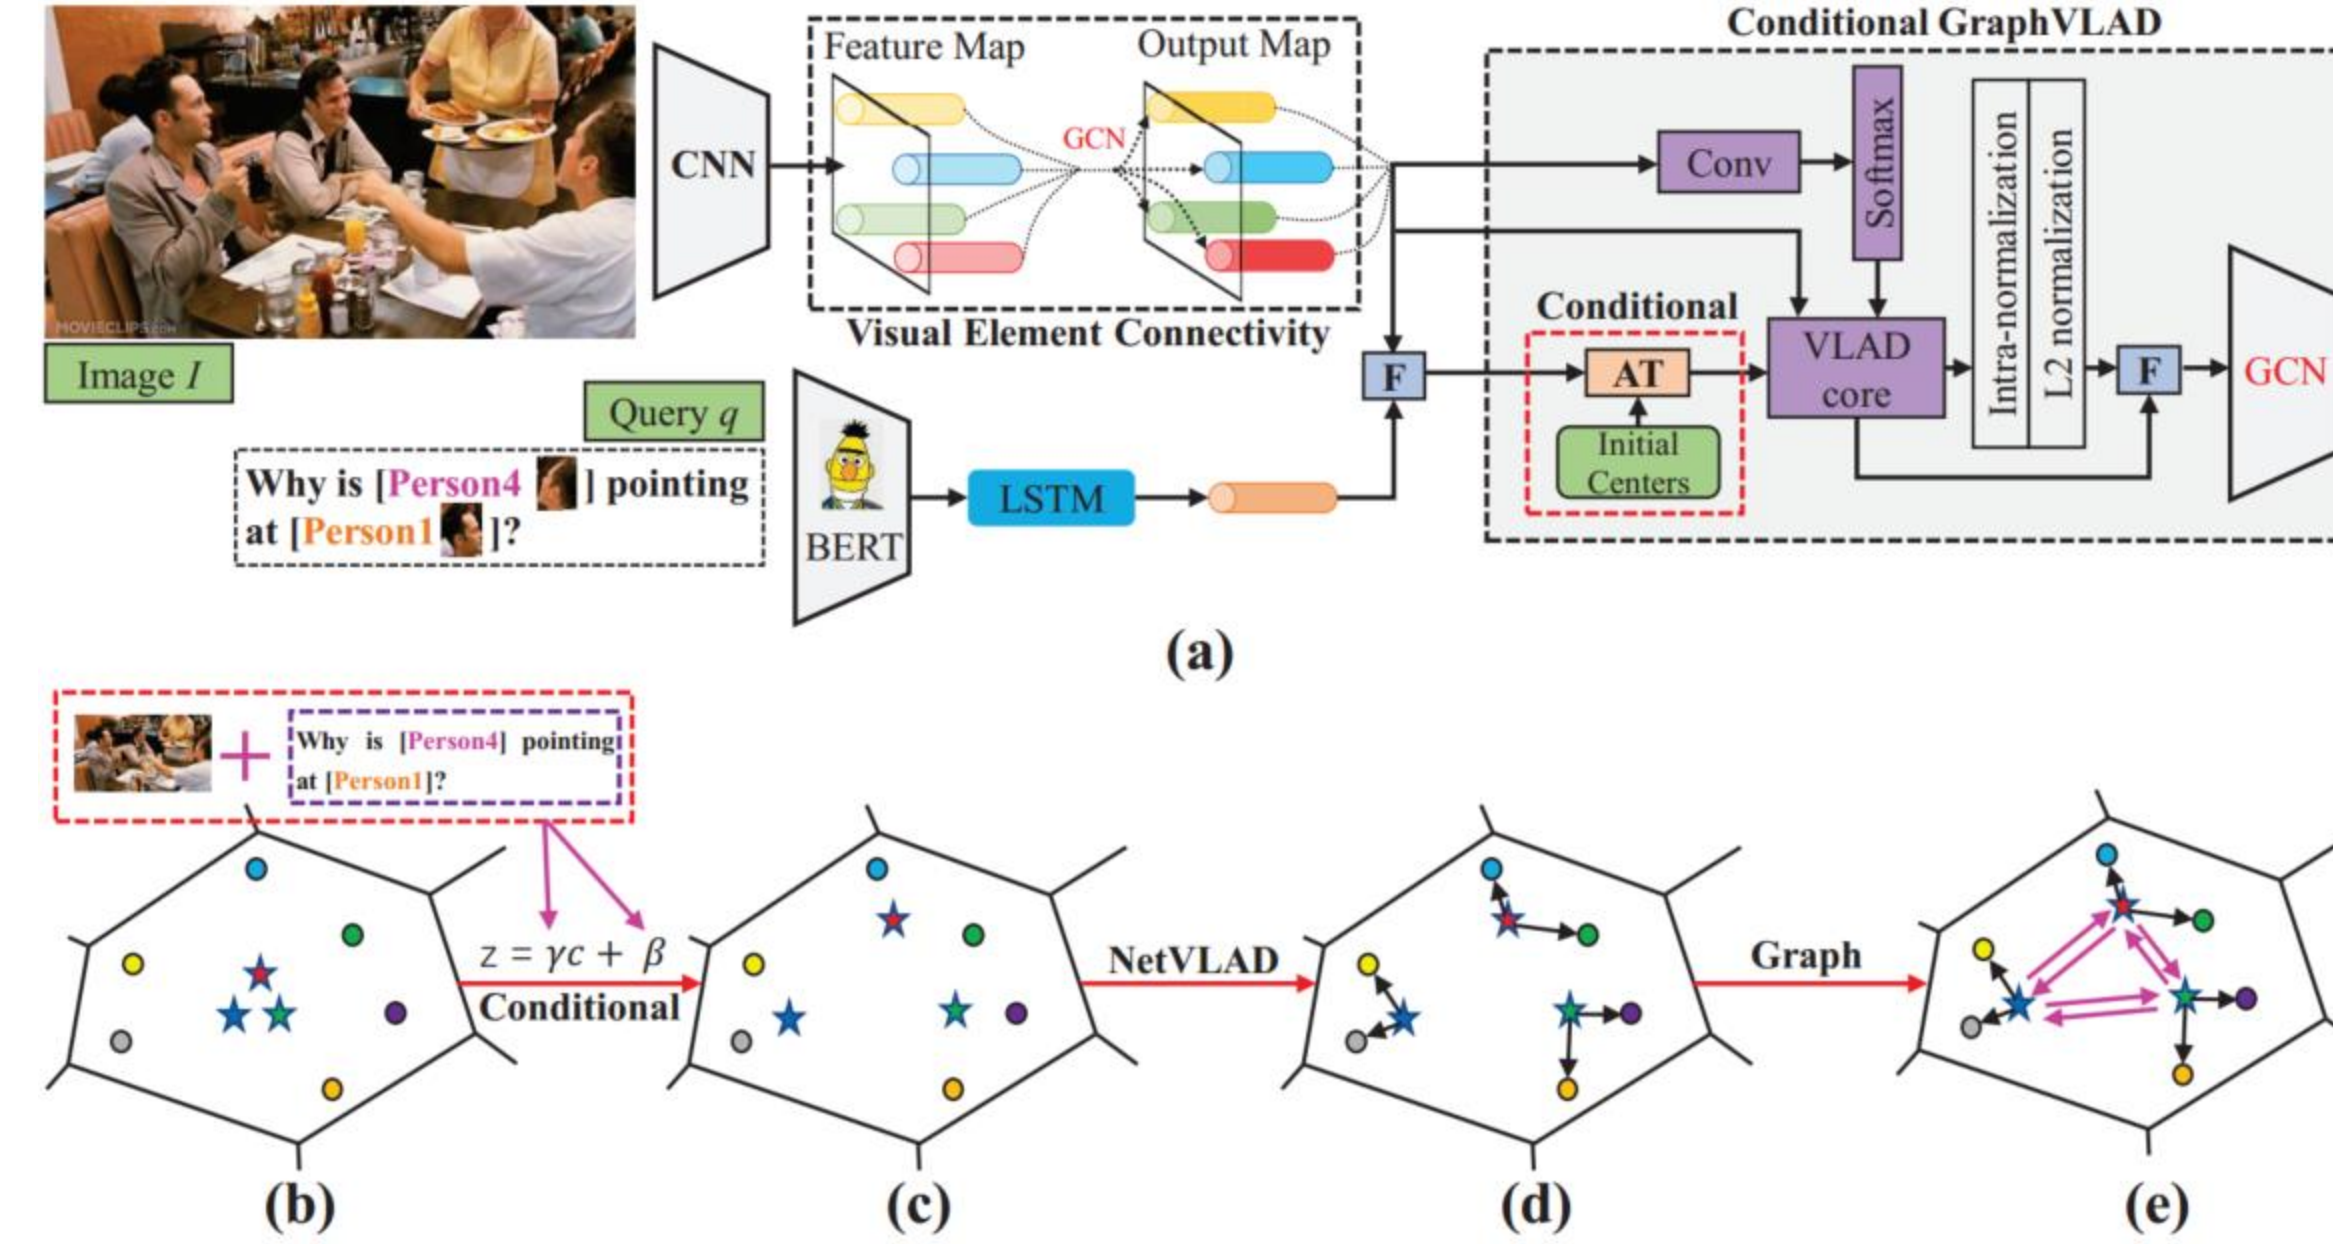 Conditional GraphVLAD
Feature Map
Output Map
GCN
CNN
Conv
Softmax
Intra-normalization
L2 normalization
MOVIECLIPS.COM
Visual Element Connectivity
Conditional
Image I
Query q
F
AT
VLAD
core
F
GCN
Initial
Centers
Why is [Person4 ] pointing
at [Person1 ]?
BERT
LSTM
(a)
Why is [Person4] pointing
at [Person1]?
z = γc + β
Conditional
NetVLAD
Graph
(b)
(c)
(d)
(e)